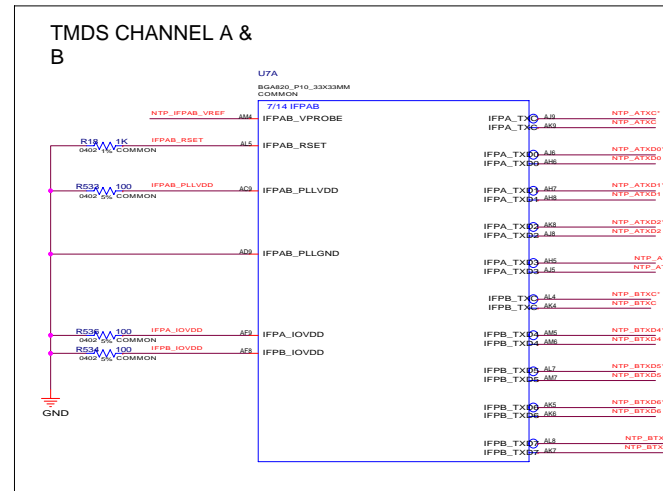 TMDS CHANNEL A &
B
U7A
BGA820_P10_33X33MM
COMMON
7/14 IFPAB
NTP_IFPAB_VREF AM4 IFPAB_VPROBE
R18 1K IFPAB_RSET AL5 IFPAB_RSET
0402 1% COMMON
R533 100 IFPAB_PLLVDD AC9 IFPAB_PLLVDD
0402 5% COMMON
AD9 IFPAB_PLLGND
R535 100 IFPA_IOVDD AF9 IFPA_IOVDD
0402 5% COMMON
R534 100 IFPB_IOVDD AF8 IFPB_IOVDD
0402 5% COMMON
GND
IFPA_TXC AJ9 NTP_ATXC*
IFPA_TXC AK9 NTP_ATXC
IFPA_TXD0 AJ6 NTP_ATXD0*
IFPA_TXD0 AH6 NTP_ATXD0
IFPA_TXD1 AH7 NTP_ATXD1*
IFPA_TXD1 AH8 NTP_ATXD1
IFPA_TXD2 AK8 NTP_ATXD2*
IFPA_TXD2 AJ8 NTP_ATXD2
IFPA_TXD3 AH5 NTP_A
IFPA_TXD3 AJ5 NTP_AT
IFPB_TXC AL4 NTP_BTXC*
IFPB_TXC AK4 NTP_BTXC
IFPB_TXD4 AM5 NTP_BTXD4*
IFPB_TXD4 AM6 NTP_BTXD4
IFPB_TXD5 AL7 NTP_BTXD5*
IFPB_TXD5 AM7 NTP_BTXD5
IFPB_TXD6 AK5 NTP_BTXD6*
IFPB_TXD6 AK6 NTP_BTXD6
IFPB_TXD7 AL8 NTP_BTX
IFPB_TXD7 AK7 NTP_BTX